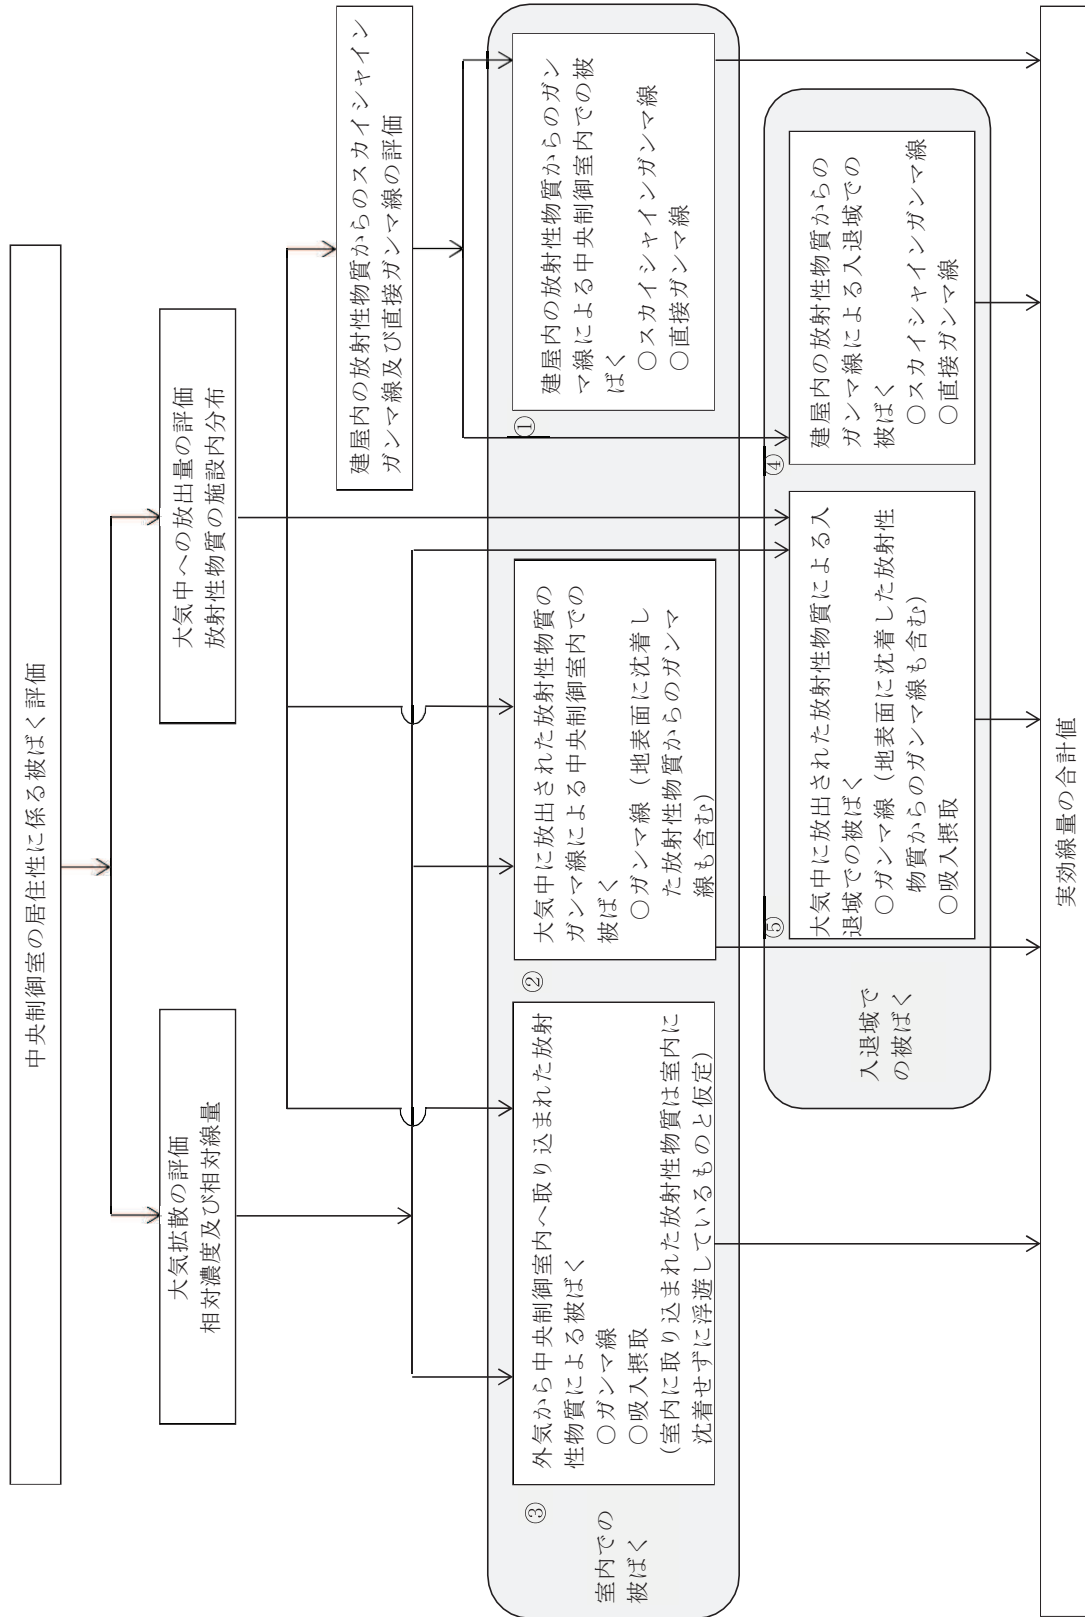 中央制御室の居住性に係る被ばく評価
大気拡散の評価
相対濃度及び相対線量
大気中への放出量の評価
放射性物質の施設内分布
建屋内の放射性物質からのスカイシャイン
ガンマ線及び直接ガンマ線の評価
室内での
被ばく
③
外気から中央制御室内へ取り込まれた放射
性物質による被ばく
○ガンマ線
○吸入摂取
(室内に取り込まれた放射性物質は室内に
沈着せずに浮遊しているものと仮定)
②
大気中に放出された放射性物質の
ガンマ線による中央制御室内での
被ばく
○ガンマ線（地表面に沈着し
た放射性物質からのガンマ
線も含む)
①
建屋内の放射性物質からのガン
マ線による中央制御室内での被
ばく
○スカイシャインガンマ線
○直接ガンマ線
入退域で
の被ばく
⑤
大気中に放出された放射性物質による入
退域での被ばく
○ガンマ線（地表面に沈着した放射性
物質からのガンマ線も含む)
○吸入摂取
④
建屋内の放射性物質からの
ガンマ線による入退域での
被ばく
○スカイシャインガンマ線
○直接ガンマ線
実効線量の合計値